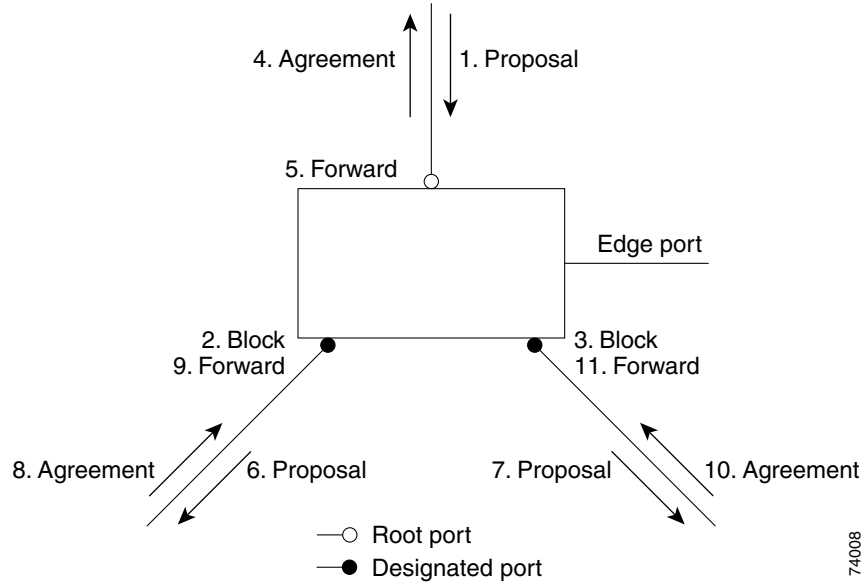 4. Agreement
1. Proposal
5. Forward
Edge port
2. Block
9. Forward
3. Block
11. Forward
8. Agreement
6. Proposal
7. Proposal
10. Agreement
Root port
Designated port
74008